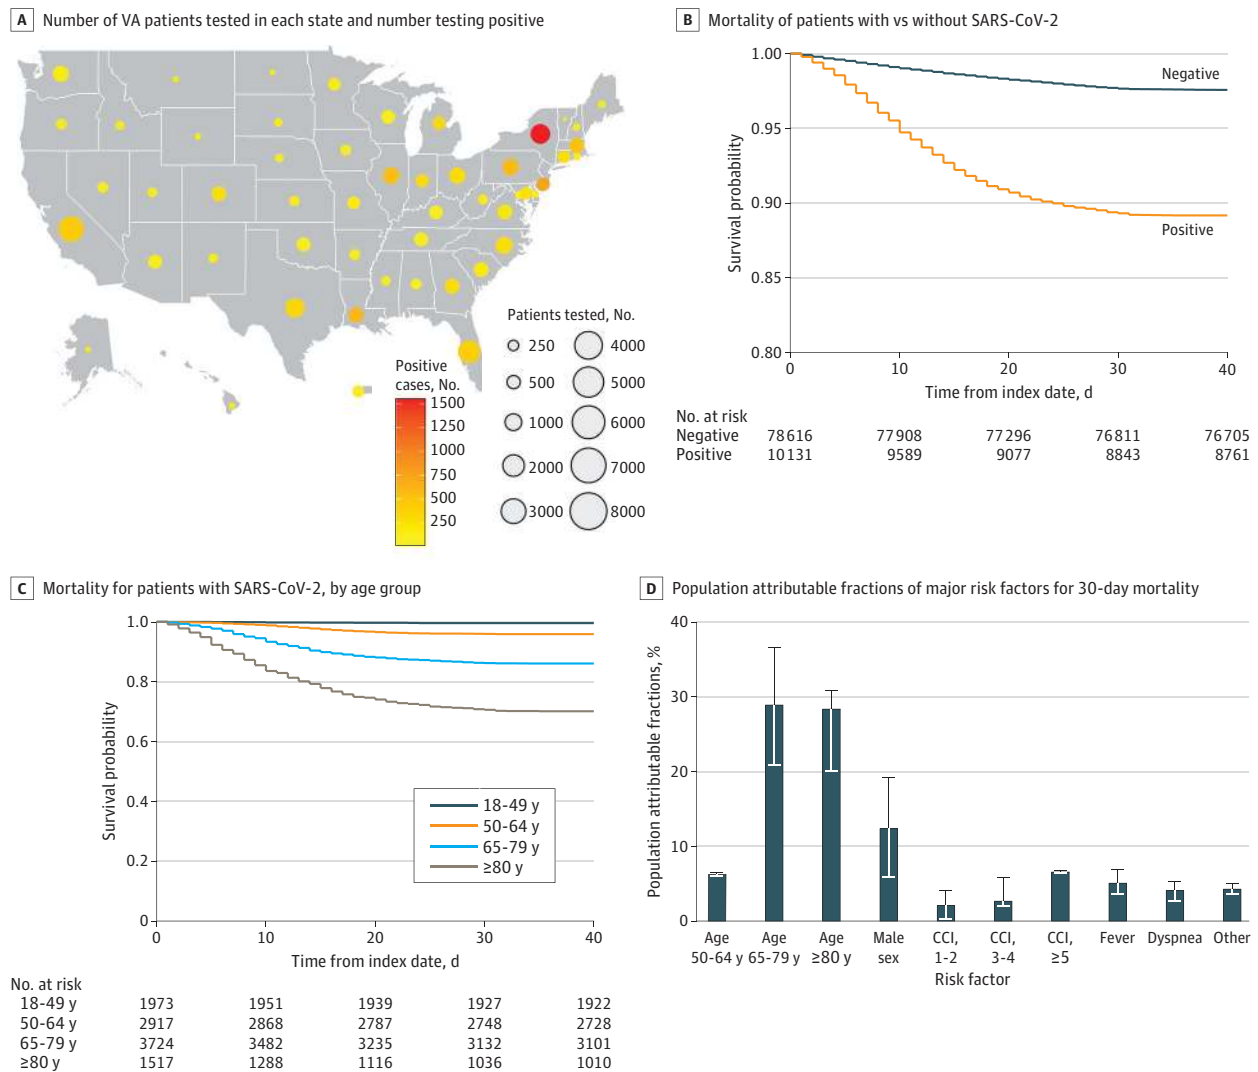 A Number of VA patients tested in each state and number testing positive
Patients tested, No.
250 4000
500 5000
1000 6000
2000 7000
3000 8000
Positive
cases, No.
1500
1250
1000
750
500
250
B Mortality of patients with vs without SARS-CoV-2
Survival probability
1.00
0.95
0.90
0.85
0.80
Negative
Positive
0 10 20 30 40
Time from index date, d
No. at risk
Negative 78616 77908 77296 76811 76705
Positive 10131 9589 9077 8843 8761
C Mortality for patients with SARS-CoV-2, by age group
Survival probability
1.0
0.8
0.6
0.4
0.2
0
18-49 y
50-64 y
65-79 y
≥80 y
0 10 20 30 40
Time from index date, d
No. at risk
18-49 y 1973 1951 1939 1927 1922
50-64 y 2917 2868 2787 2748 2728
65-79 y 3724 3482 3235 3132 3101
≥80 y 1517 1288 1116 1036 1010
D Population attributable fractions of major risk factors for 30-day mortality
Population attributable fractions, %
40
30
20
10
0
Age Age Age Male CCI, CCI, CCI, Fever Dyspnea Other
50-64 y 65-79 y ≥80 y sex 1-2 3-4 ≥5
Risk factor